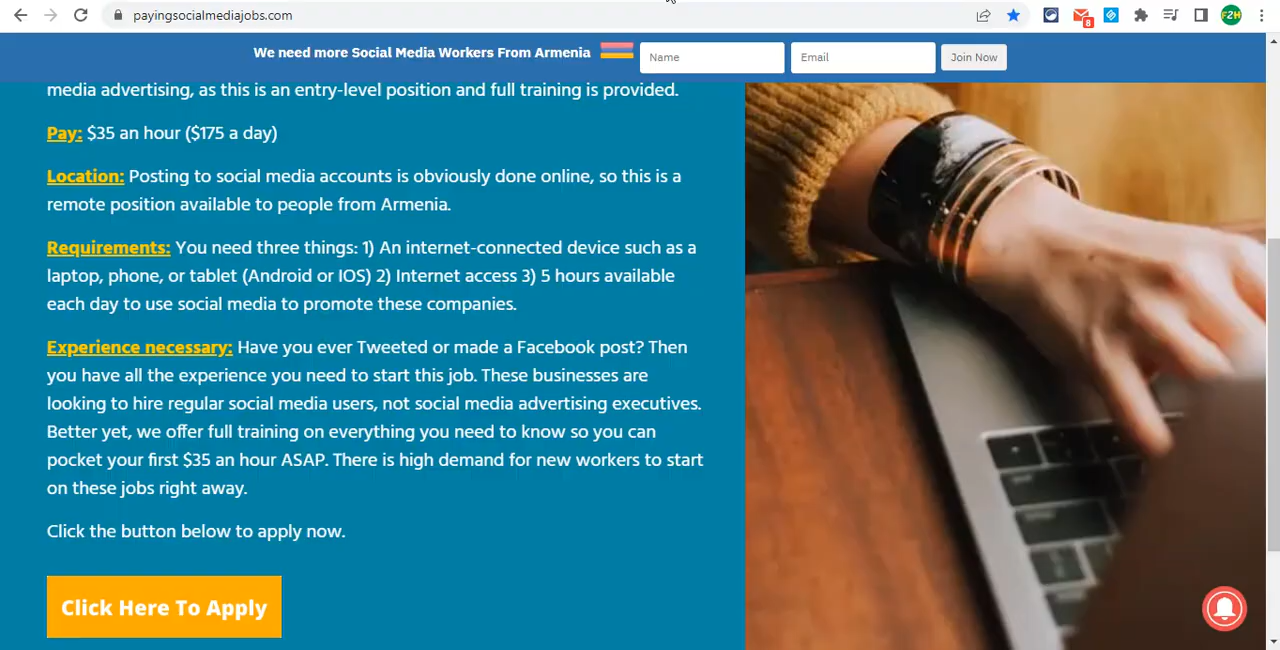 payingsocialmediajobs.com
8
F2H
We need more Social Media Workers From Armenia
Name
Email
Join Now
media advertising, as this is an entry-level position and full training is provided.
Pay: $35 an hour ($175 a day)
Location: Posting to social media accounts is obviously done online, so this is a
remote position available to people from Armenia.
Requirements: You need three things: 1) An internet-connected device such as a
laptop, phone, or tablet (Android or IOS) 2) Internet access 3) 5 hours available
each day to use social media to promote these companies.
Experience necessary: Have you ever Tweeted or made a Facebook post? Then
you have all the experience you need to start this job. These businesses are
looking to hire regular social media users, not social media advertising executives.
Better yet, we offer full training on everything you need to know so you can
pocket your first $35 an hour ASAP. There is high demand for new workers to start
on these jobs right away.
Click the button below to apply now.
Click Here To Apply